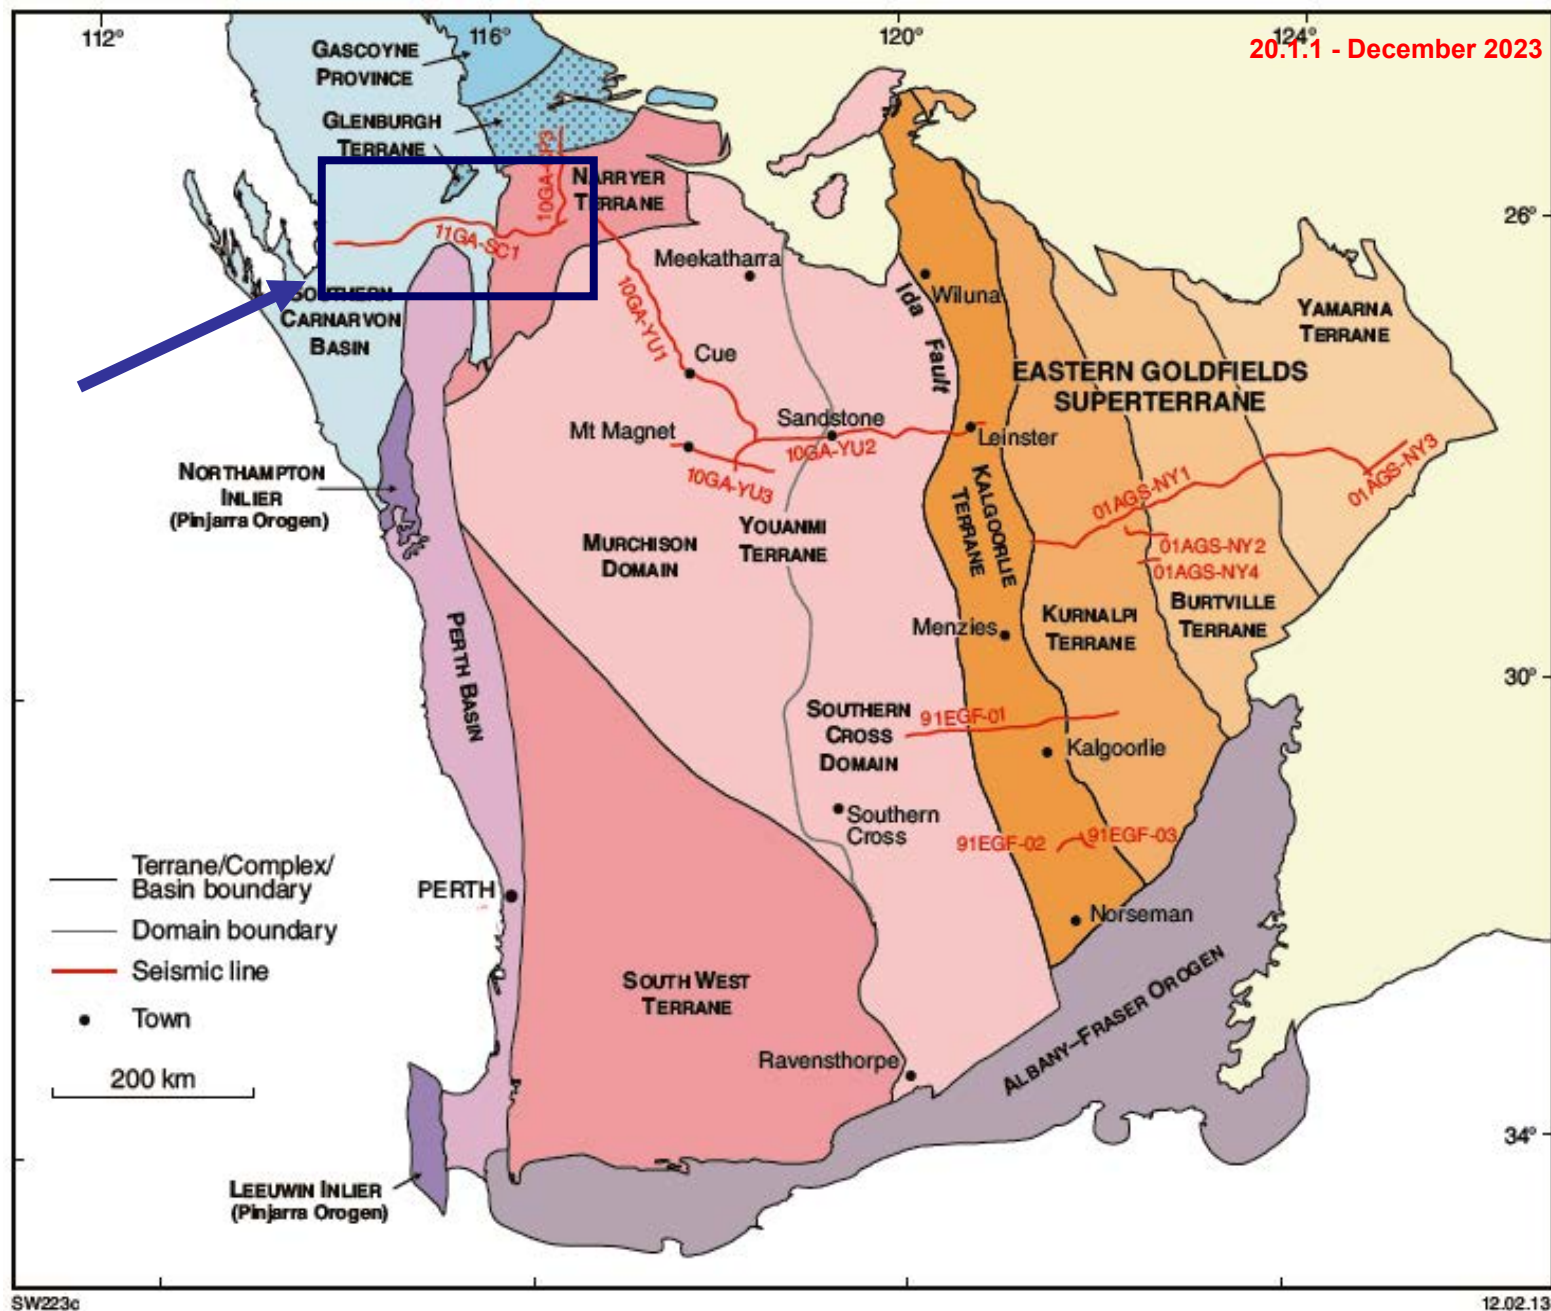 112°
116°
120°
124°
20.1.1 - December 2023
GASCOYNE
PROVINCE
GLENBURGH
TERRANE
10GA-CP3
NARRYER
TERRANE
26°
11GA-SC1
Meekatharra
SOUTHERN
CARNARVON
BASIN
Ida
Fault
Wiluna
YAMARNA
TERRANE
10GA-YU1
Cue
EASTERN GOLDFIELDS
SUPERTERRANE
Sandstone
Mt Magnet
Leinster
10GA-YU2
10GA-YU3
NORTHAMPTON
INLIER
(Pinjarra Orogen)
KALGOORLIE
TERRANE
01AGS-NY1
01AGS-NY3
MURCHISON
DOMAIN
YOUANMI
TERRANE
01AGS-NY2
01AGS-NY4
BURTVILLE
TERRANE
KURNALPI
TERRANE
Menzies
PERTH BASIN
30°
SOUTHERN
CROSS
DOMAIN
91EGF-01
Kalgoorlie
Southern
Cross
91EGF-02
91EGF-03
Terrane/Complex/
Basin boundary
PERTH
Domain boundary
Norseman
Seismic line
Town
SOUTH WEST
TERRANE
ALBANY–FRASER OROGEN
200 km
Ravensthorpe
34°
LEEUWIN INLIER
(Pinjarra Orogen)
SW223c
12.02.13